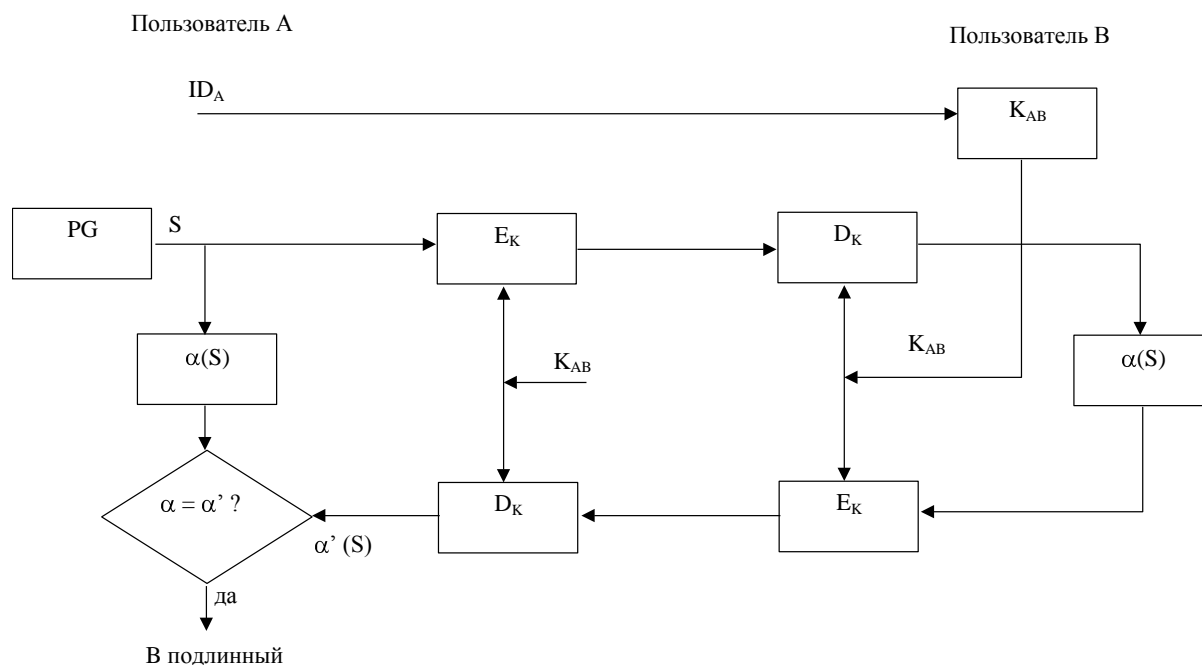 Пользователь А
Пользователь В
ID_A
K_AB
PG
S
E_K
D_K
α(S)
K_AB
K_AB
α(S)
α = α’ ?
α’ (S)
D_K
E_K
да
В подлинный